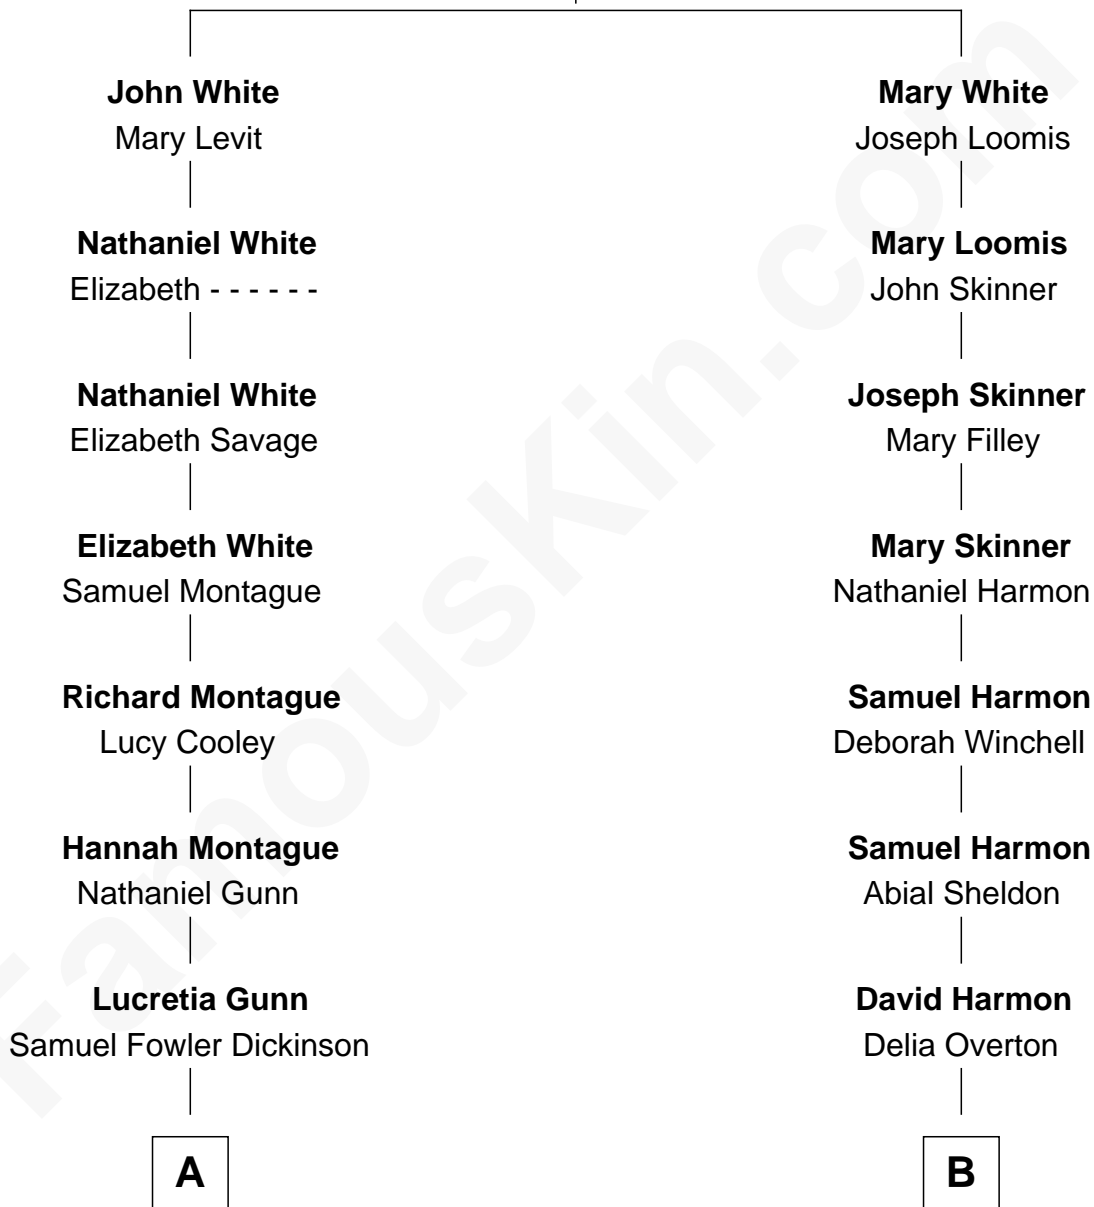 John White
Mary Levit
Nathaniel White
Elizabeth - - - - - -
Nathaniel White
Elizabeth Savage
Elizabeth White
Samuel Montague
Richard Montague
Lucy Cooley
Hannah Montague
Nathaniel Gunn
Lucretia Gunn
Samuel Fowler Dickinson
A
Mary White
Joseph Loomis
Mary Loomis
John Skinner
Joseph Skinner
Mary Filley
Mary Skinner
Nathaniel Harmon
Samuel Harmon
Deborah Winchell
Samuel Harmon
Abial Sheldon
David Harmon
Delia Overton
B
FamousKin.com